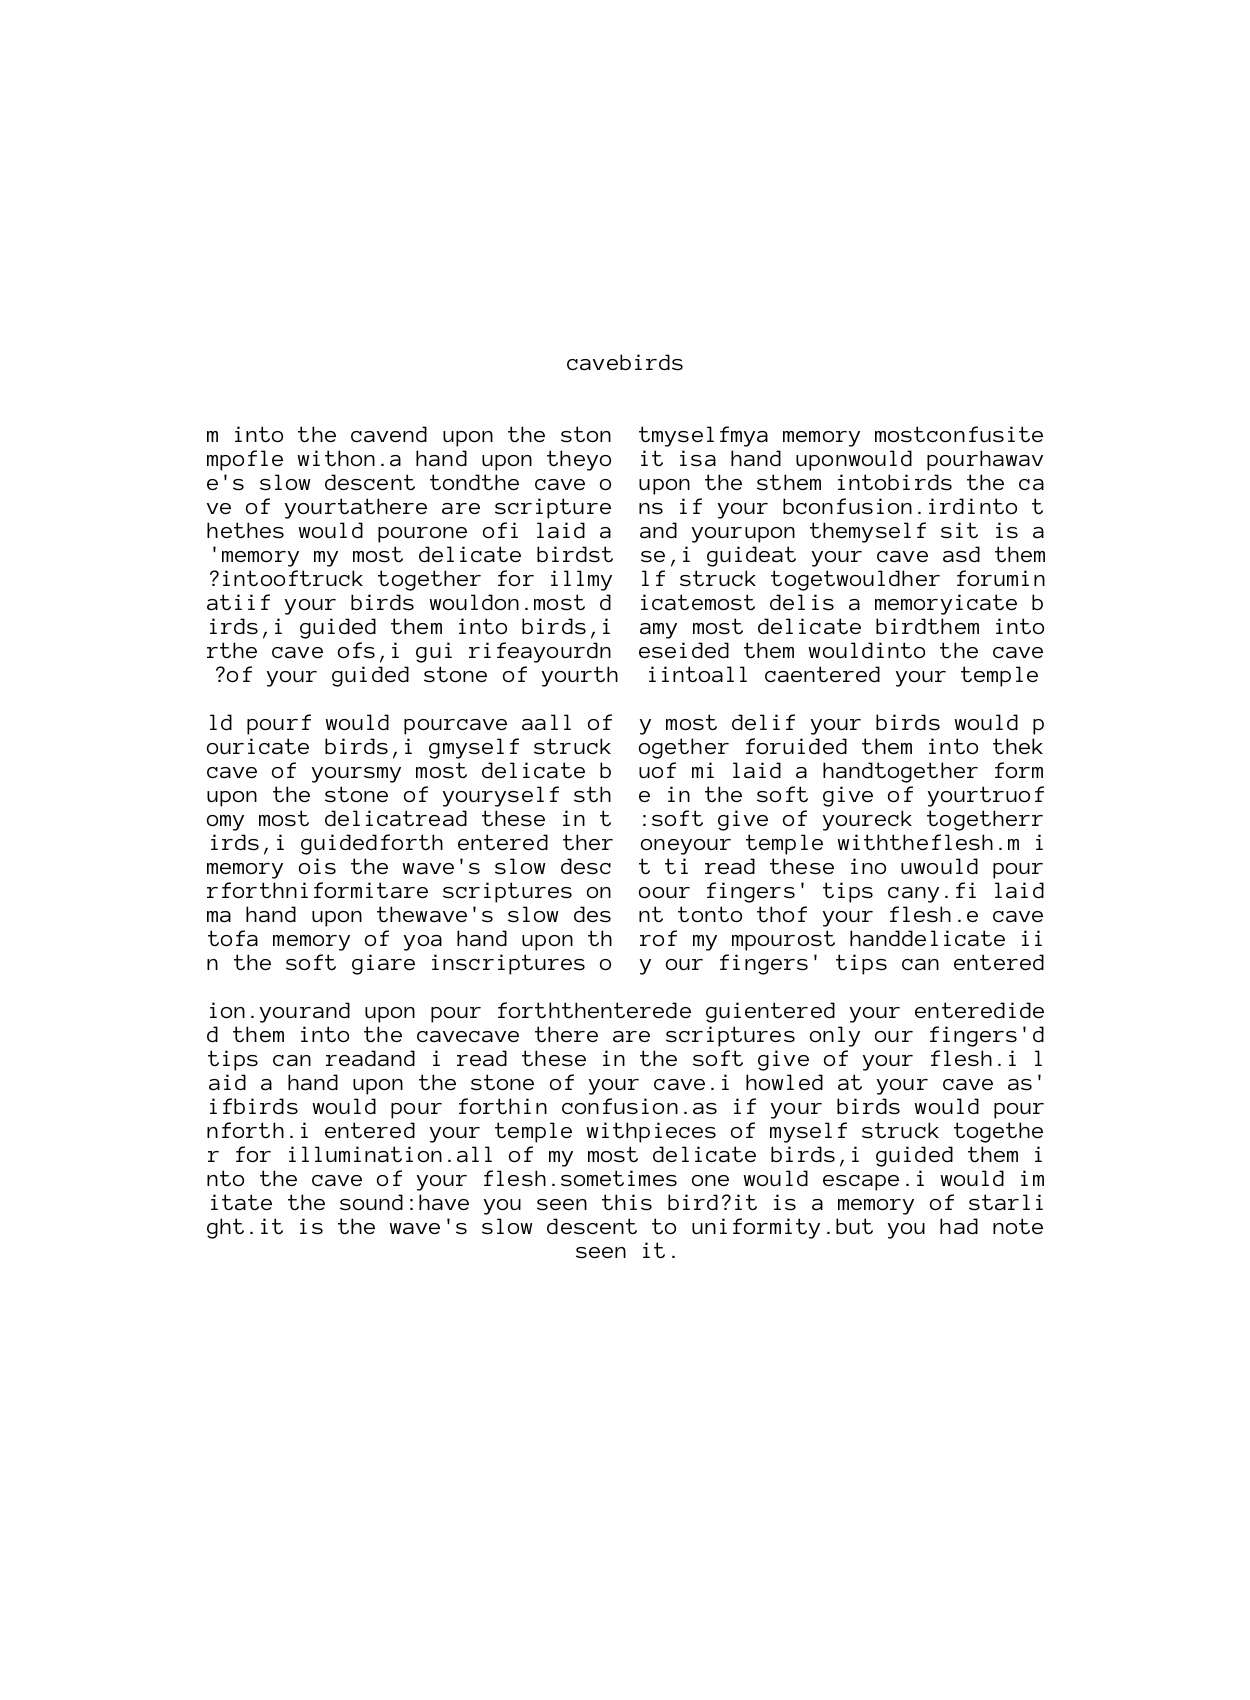 cavebirds
m into the cavend upon the ston
mpofle withon.a hand upon theyo
e's slow descent tondthe cave o
ve of yourtathere are scripture
hethes would pourone ofi laid a
'memory my most delicate birdst
?intooftruck together for illmy
atiif your birds wouldon.most d
irds,i guided them into birds,i
rthe cave ofs,i gui rifeayourdn
?of your guided stone of yourth
tmyselfmya memory mostconfusite
it isa hand uponwould pourhawav
upon the sthem intobirds the ca
ns if your bconfusion.irdinto t
and yourupon themyself sit is a
se,i guideat your cave asd them
lf struck togetwouldher forumin
icatemost delis a memoryicate b
amy most delicate birdthem into
eseided them wouldinto the cave
iintoall caentered your temple
ld pourf would pourcave aall of
ouricate birds,i gmyself struck
cave of yoursmy most delicate b
upon the stone of youryself sth
omy most delicatread these in t
irds,i guidedforth entered ther
memory ois the wave's slow desc
rforthniformitare scriptures on
ma hand upon thewave's slow des
tofa memory of yoa hand upon th
n the soft giare inscriptures o
y most delif your birds would p
ogether foruided them into thek
uof mi laid a handtogether form
e in the soft give of yourtruof
:soft give of youreck togetherr
oneyour temple withtheflesh.m i
t ti read these ino uwould pour
oour fingers' tips cany.fi laid
nt tonto thof your flesh.e cave
rof my mpourost handdelicate ii
y our fingers' tips can entered
ion.yourand upon pour forththenterede guientered your enteredide
d them into the cavecave there are scriptures only our fingers'd
tips can readand i read these in the soft give of your flesh.i l
aid a hand upon the stone of your cave.i howled at your cave as'
ifbirds would pour forthin confusion.as if your birds would pour
nforth.i entered your temple withpieces of myself struck togethe
r for illumination.all of my most delicate birds,i guided them i
nto the cave of your flesh.sometimes one would escape.i would im
itate the sound:have you seen this bird?it is a memory of starli
ght.it is the wave's slow descent to uniformity.but you had note
seen it.